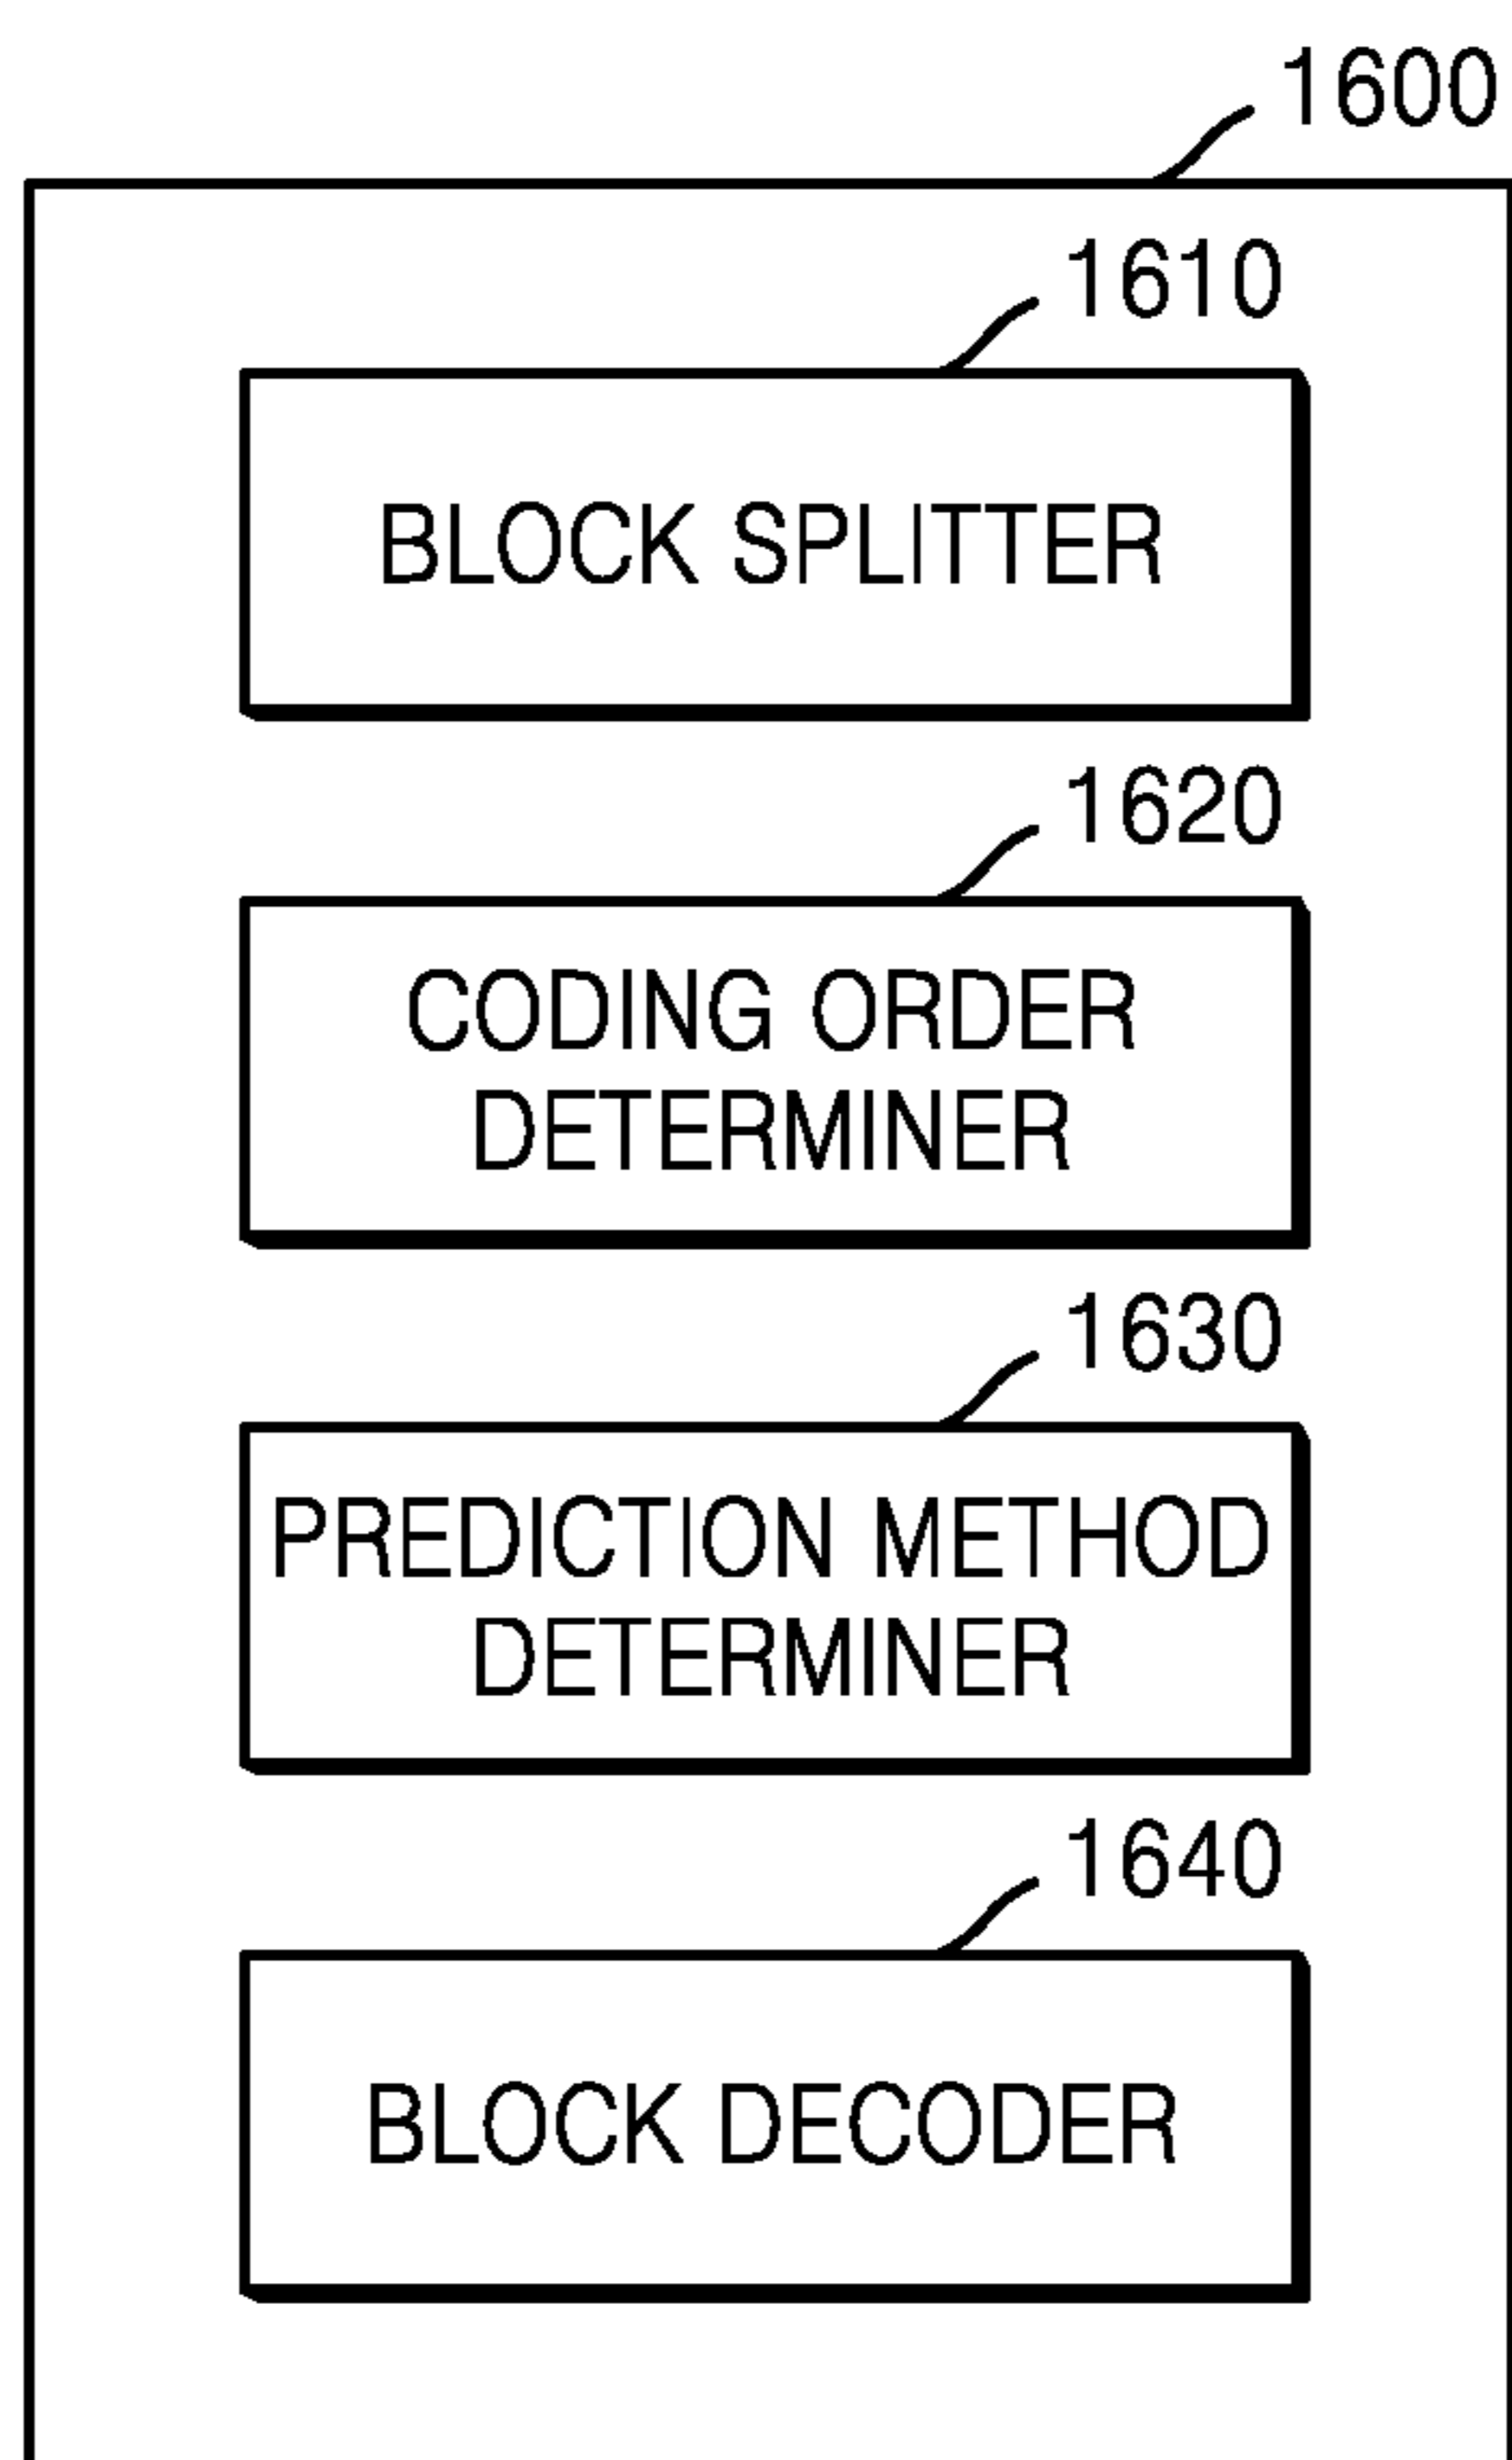 1600
1610
BLOCK SPLITTER
1620
CODING ORDER
DETERMINER
1630
PREDICTION METHOD
DETERMINER
1640
BLOCK DECODER